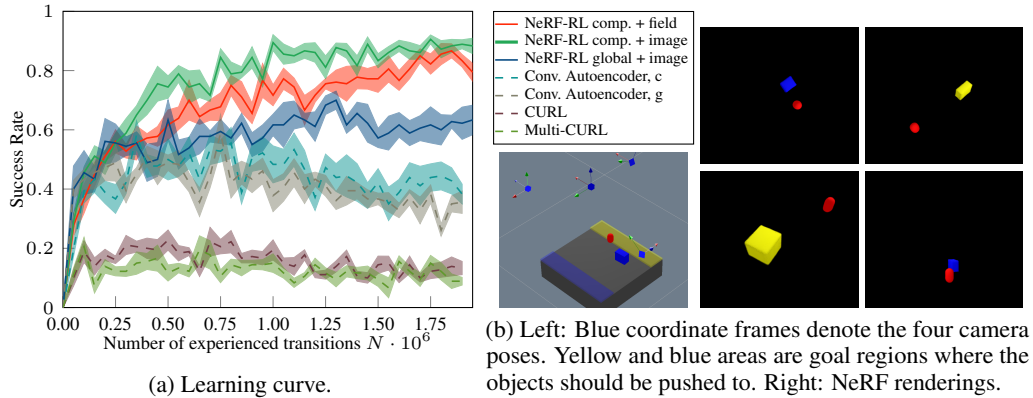 1
0.8
0.6
0.4
0.2
0
Success Rate
0.00 0.25 0.50 0.75 1.00 1.25 1.50 1.75
Number of experienced transitions N · 10⁶
(a) Learning curve.
NeRF-RL comp. + field
NeRF-RL comp. + image
NeRF-RL global + image
Conv. Autoencoder, c
Conv. Autoencoder, g
CURL
Multi-CURL
(b) Left: Blue coordinate frames denote the four camera
poses. Yellow and blue areas are goal regions where the
objects should be pushed to. Right: NeRF renderings.